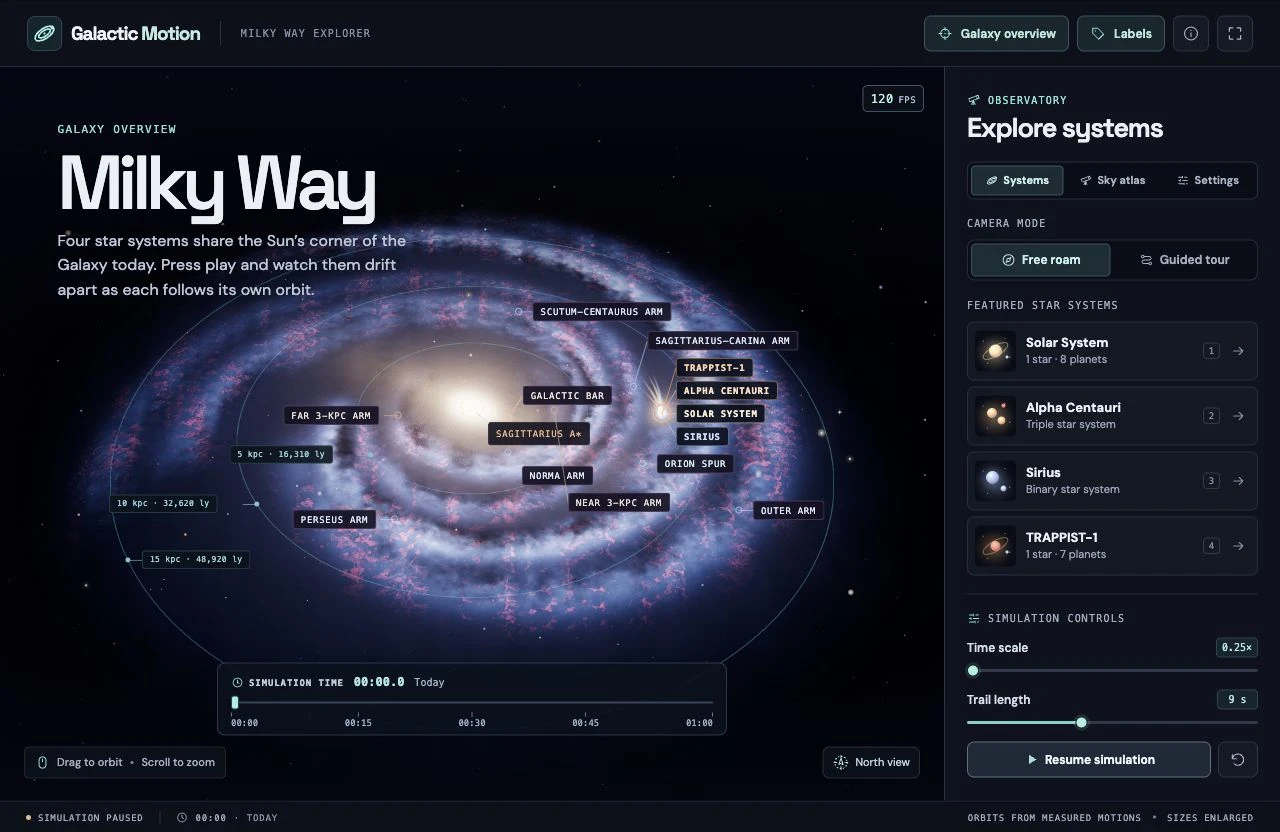 Galactic Motion
MILKY WAY EXPLORER
Galaxy overview
Labels
120 FPS
GALAXY OVERVIEW
Milky Way
Four star systems share the Sun’s corner of the
Galaxy today. Press play and watch them drift
apart as each follows its own orbit.
SCUTUM–CENTAURUS ARM
SAGITTARIUS–CARINA ARM
TRAPPIST-1
ALPHA CENTAURI
GALACTIC BAR
SOLAR SYSTEM
FAR 3-KPC ARM
SAGITTARIUS A*
SIRIUS
5 kpc · 16,310 ly
ORION SPUR
NORMA ARM
10 kpc · 32,620 ly
NEAR 3-KPC ARM
OUTER ARM
PERSEUS ARM
15 kpc · 48,920 ly
SIMULATION TIME 00:00.0 Today
00:00 00:15 00:30 00:45 01:00
Drag to orbit • Scroll to zoom
North view
OBSERVATORY
Explore systems
Systems
Sky atlas
Settings
CAMERA MODE
Free roam
Guided tour
FEATURED STAR SYSTEMS
Solar System
1 star · 8 planets
1
Alpha Centauri
Triple star system
2
Sirius
Binary star system
3
TRAPPIST-1
1 star · 7 planets
4
SIMULATION CONTROLS
Time scale 0.25×
Trail length 9 s
Resume simulation
SIMULATION PAUSED
00:00 · TODAY
ORBITS FROM MEASURED MOTIONS • SIZES ENLARGED